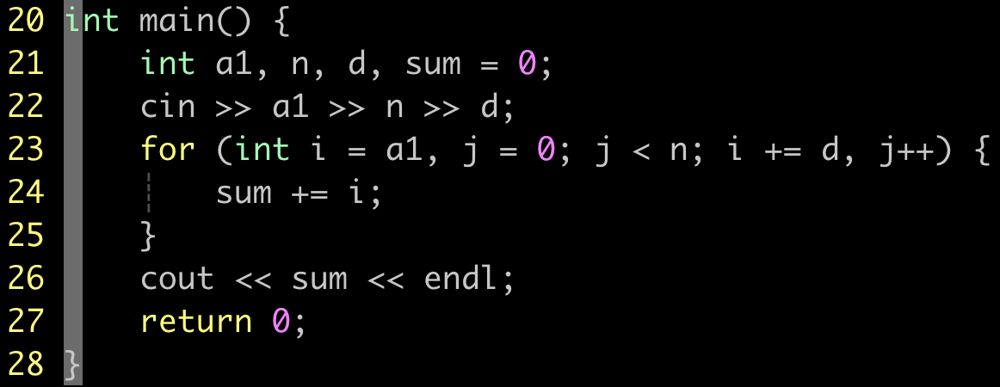 20 int main() {
21     int a1, n, d, sum = 0;
22     cin >> a1 >> n >> d;
23     for (int i = a1, j = 0; j < n; i += d, j++) {
24         sum += i;
25     }
26     cout << sum << endl;
27     return 0;
28 }